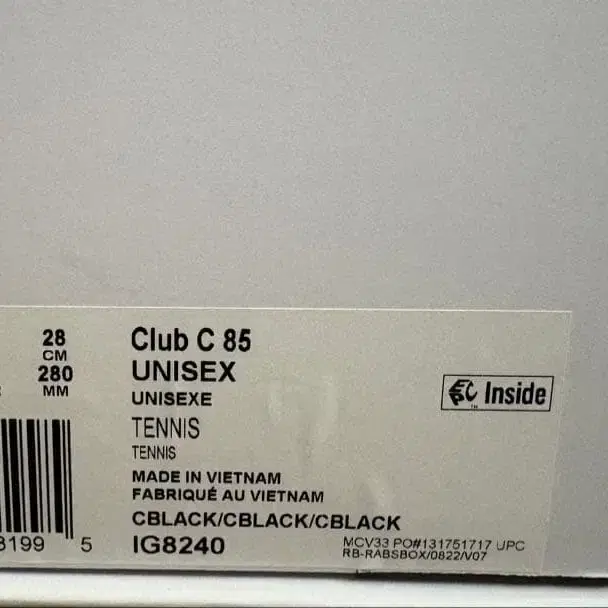 28
CM
280
MM
8199 5
Club C 85
UNISEX
UNISEXE
TENNIS
TENNIS
MADE IN VIETNAM
FABRIQUÉ AU VIETNAM
CBLACK/CBLACK/CBLACK
IG8240
Inside
MCV33 PO#131751717 UPC
RB-RABSBOX/0822/V07